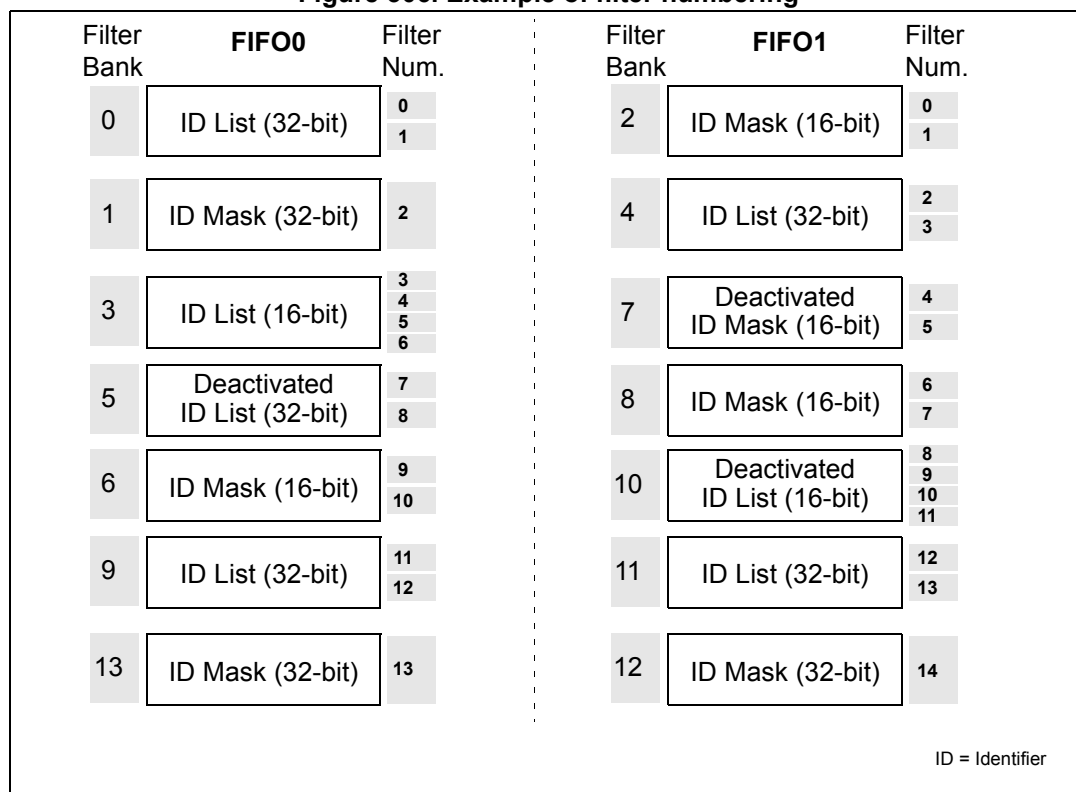 Filter Bank FIFO0 Filter Num.
0 ID List (32-bit) 0 1
1 ID Mask (32-bit) 2
3 ID List (16-bit) 3 4 5 6
5 Deactivated ID List (32-bit) 7 8
6 ID Mask (16-bit) 9 10
9 ID List (32-bit) 11 12
13 ID Mask (32-bit) 13
Filter Bank FIFO1 Filter Num.
2 ID Mask (16-bit) 0 1
4 ID List (32-bit) 2 3
7 Deactivated ID Mask (16-bit) 4 5
8 ID Mask (16-bit) 6 7
10 Deactivated ID List (16-bit) 8 9 10 11
11 ID List (32-bit) 12 13
12 ID Mask (32-bit) 14
ID = Identifier